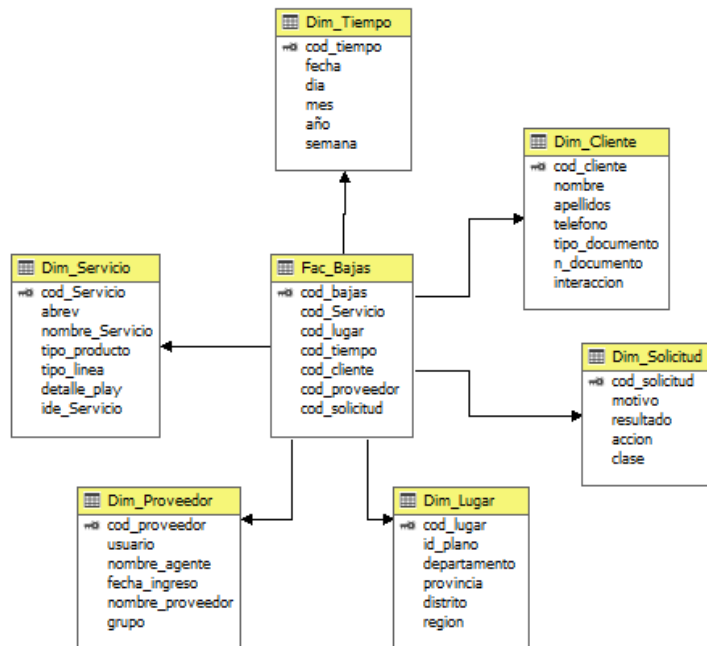 Dim_Tiempo
cod_tiempo
fecha
dia
mes
año
semana
Dim_Cliente
cod_cliente
nombre
apellidos
telefono
tipo_documento
n_documento
interaccion
Dim_Servicio
cod_Servicio
abrev
nombre_Servicio
tipo_producto
tipo_linea
detalle_play
ide_Servicio
Fac_Bajas
cod_bajas
cod_Servicio
cod_lugar
cod_tiempo
cod_cliente
cod_proveedor
cod_solicitud
Dim_Solicitud
cod_solicitud
motivo
resultado
accion
clase
Dim_Proveedor
cod_proveedor
usuario
nombre_agente
fecha_ingreso
nombre_proveedor
grupo
Dim_Lugar
cod_lugar
id_plano
departamento
provincia
distrito
region